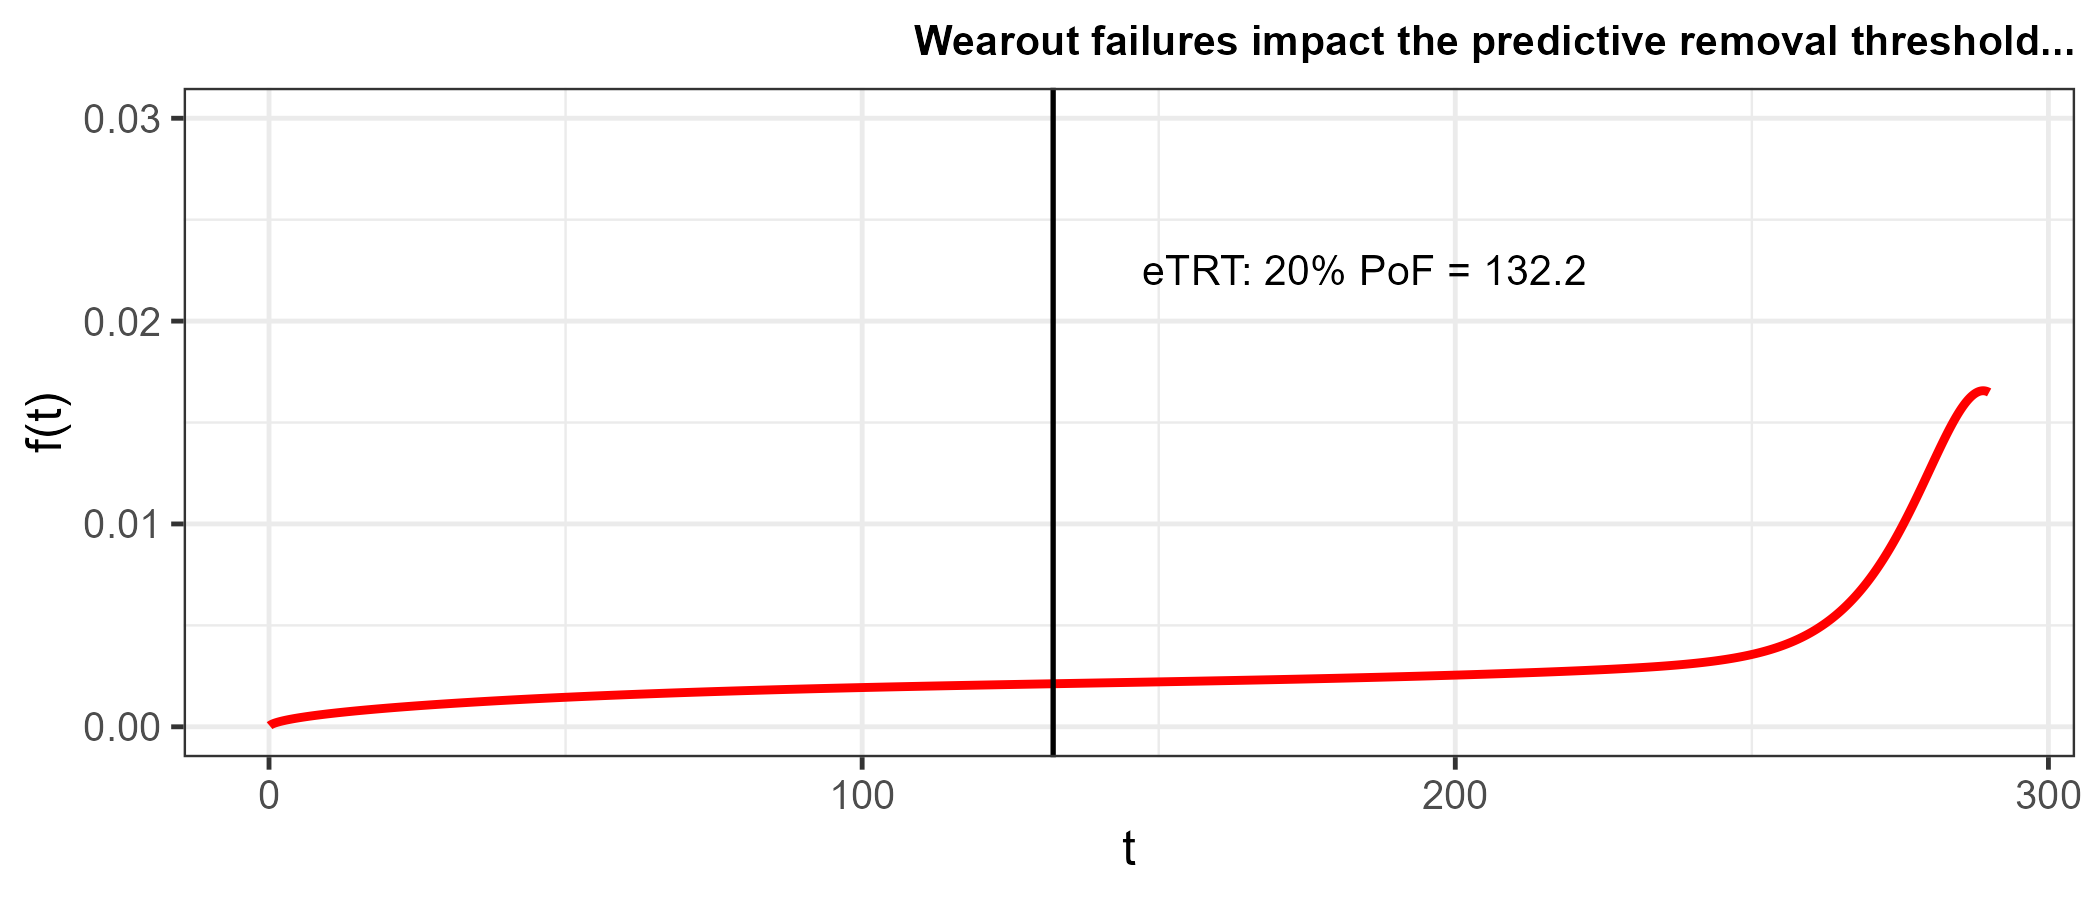 Wearout failures impact the predictive removal threshold...
0.03
0.02
0.01
0.00
f(t)
eTRT: 20% PoF = 132.2
0 100 200 300
t